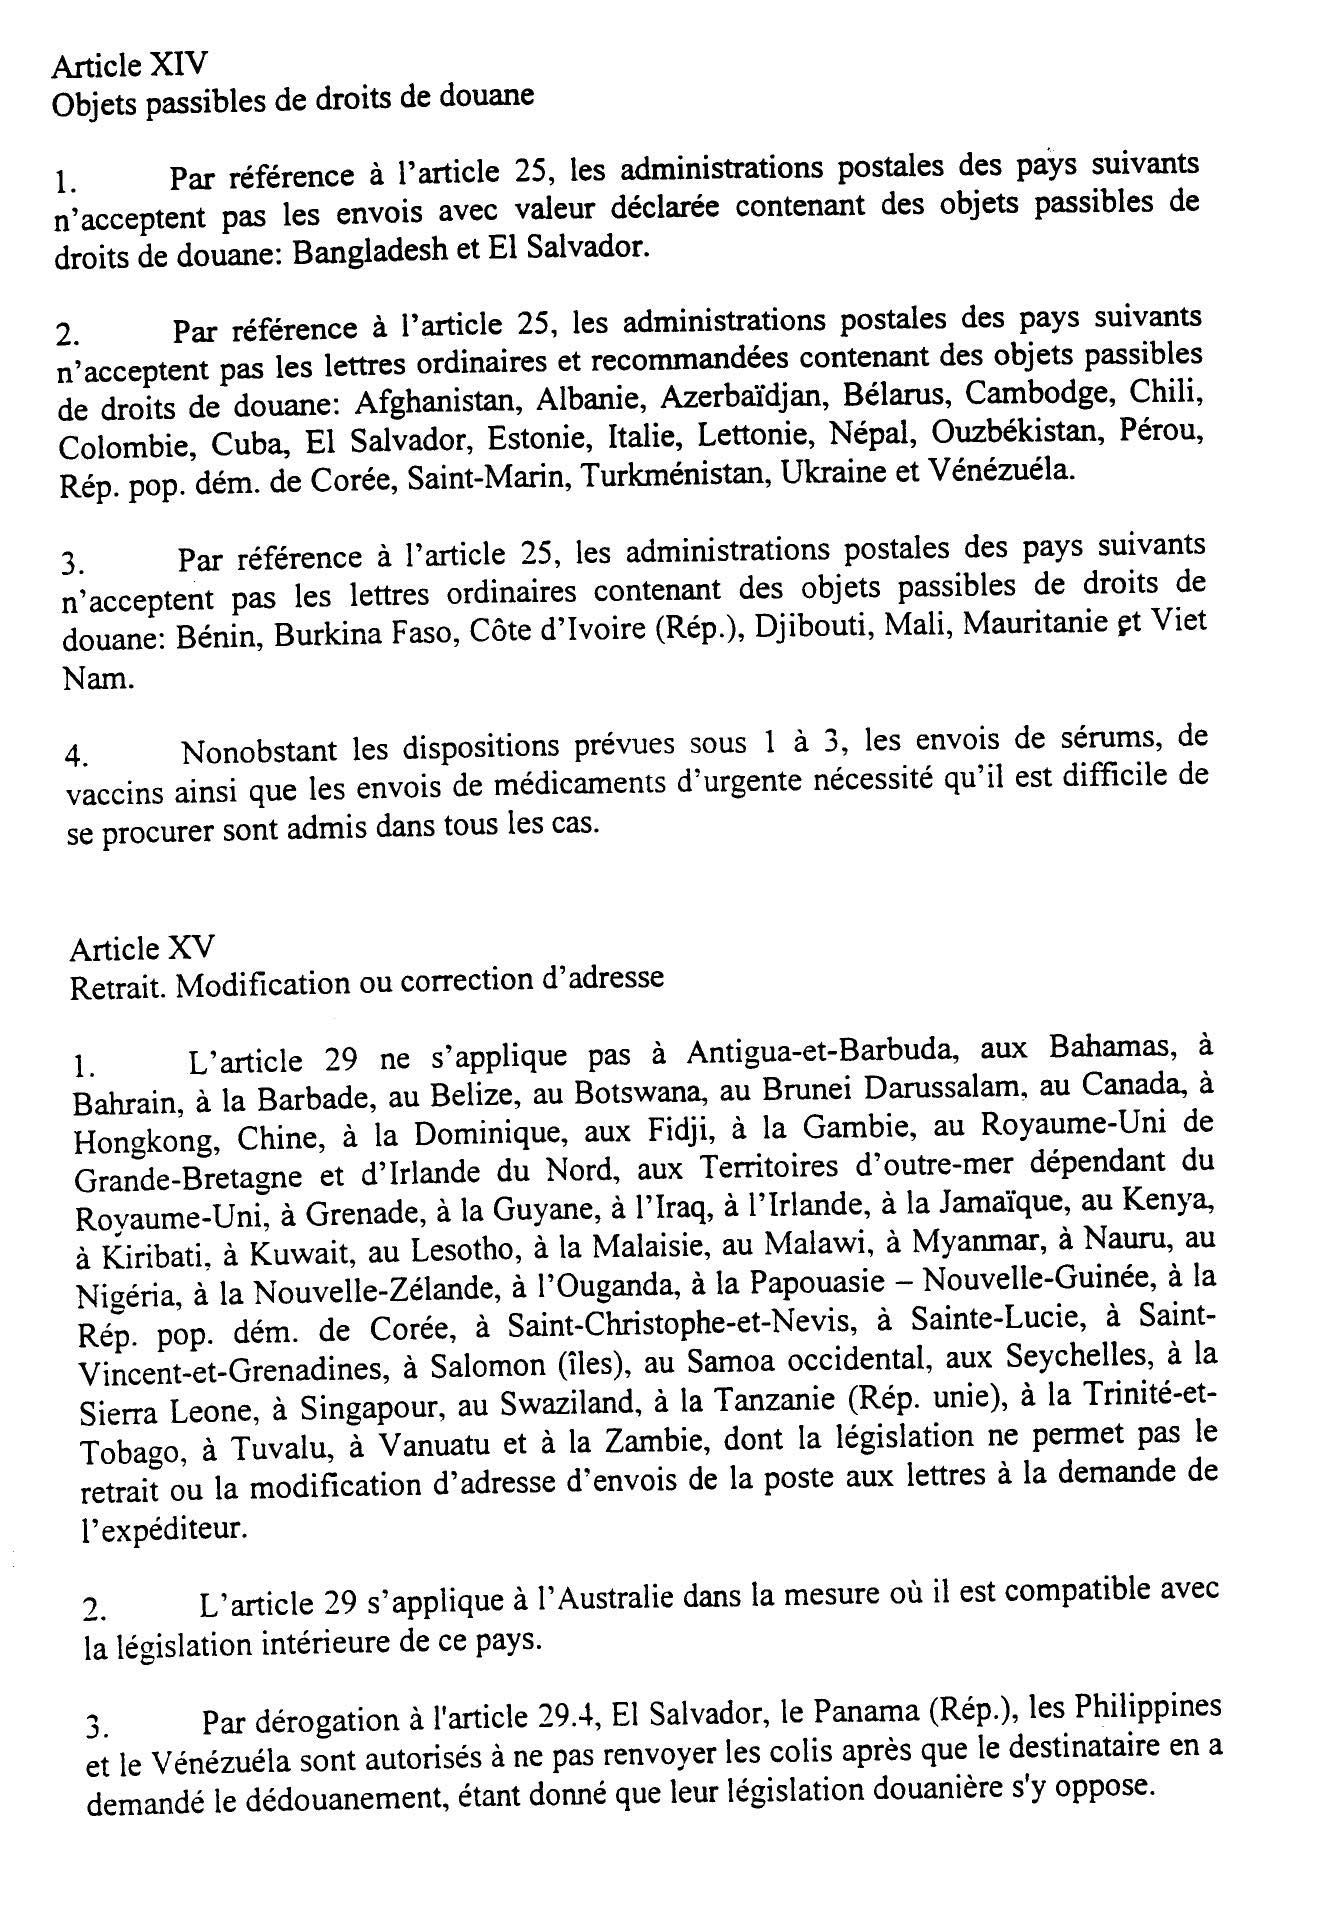 Article XIV
Objets passibles de droits de douane
1. Par référence à l'article 25, les administrations postales des pays suivants
n'acceptent pas les envois avec valeur déclarée contenant des objets passibles de
droits de douane: Bangladesh et El Salvador.
2. Par référence à l'article 25, les administrations postales des pays suivants
n'acceptent pas les lettres ordinaires et recommandées contenant des objets passibles
de droits de douane: Afghanistan, Albanie, Azerbaïdjan, Bélarus, Cambodge, Chili,
Colombie, Cuba, El Salvador, Estonie, Italie, Lettonie, Népal, Ouzbékistan, Pérou,
Rép. pop. dém. de Corée, Saint-Marin, Turkménistan, Ukraine et Vénézuéla.
3. Par référence à l'article 25, les administrations postales des pays suivants
n'acceptent pas les lettres ordinaires contenant des objets passibles de droits de
douane: Bénin, Burkina Faso, Côte d'Ivoire (Rép.), Djibouti, Mali, Mauritanie et Viet
Nam.
4. Nonobstant les dispositions prévues sous 1 à 3, les envois de sérums, de
vaccins ainsi que les envois de médicaments d'urgente nécessité qu'il est difficile de
se procurer sont admis dans tous les cas.
Article XV
Retrait. Modification ou correction d'adresse
1. L'article 29 ne s'applique pas à Antigua-et-Barbuda, aux Bahamas, à
Bahrain, à la Barbade, au Belize, au Botswana, au Brunei Darussalam, au Canada, à
Hongkong, Chine, à la Dominique, aux Fidji, à la Gambie, au Royaume-Uni de
Grande-Bretagne et d'Irlande du Nord, aux Territoires d'outre-mer dépendant du
Royaume-Uni, à Grenade, à la Guyane, à l'Iraq, à l'Irlande, à la Jamaïque, au Kenya,
à Kiribati, à Kuwait, au Lesotho, à la Malaisie, au Malawi, à Myanmar, à Nauru, au
Nigéria, à la Nouvelle-Zélande, à l'Ouganda, à la Papouasie – Nouvelle-Guinée, à la
Rép. pop. dém. de Corée, à Saint-Christophe-et-Nevis, à Sainte-Lucie, à Saint-
Vincent-et-Grenadines, à Salomon (îles), au Samoa occidental, aux Seychelles, à la
Sierra Leone, à Singapour, au Swaziland, à la Tanzanie (Rép. unie), à la Trinité-et-
Tobago, à Tuvalu, à Vanuatu et à la Zambie, dont la législation ne permet pas le
retrait ou la modification d'adresse d'envois de la poste aux lettres à la demande de
l'expéditeur.
2. L'article 29 s'applique à l'Australie dans la mesure où il est compatible avec
la législation intérieure de ce pays.
3. Par dérogation à l'article 29.4, El Salvador, le Panama (Rép.), les Philippines
et le Vénézuéla sont autorisés à ne pas renvoyer les colis après que le destinataire en a
demandé le dédouanement, étant donné que leur législation douanière s'y oppose.